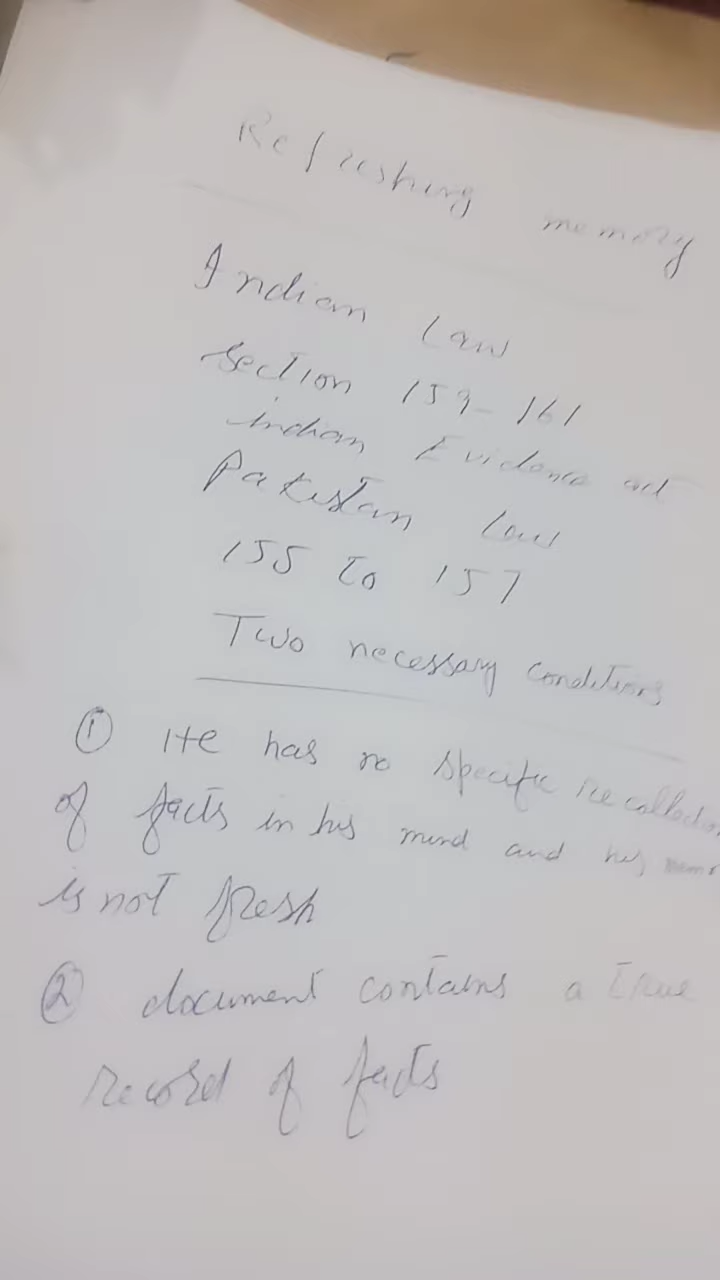 Refreshing memory
Indian Law
Section 159-161
Indian Evidence act
Pakistan Law
155 to 157
Two necessary conditions
① He has no specific recollection
of facts in his mind and his
is not fresh
② document contains a true
record of facts